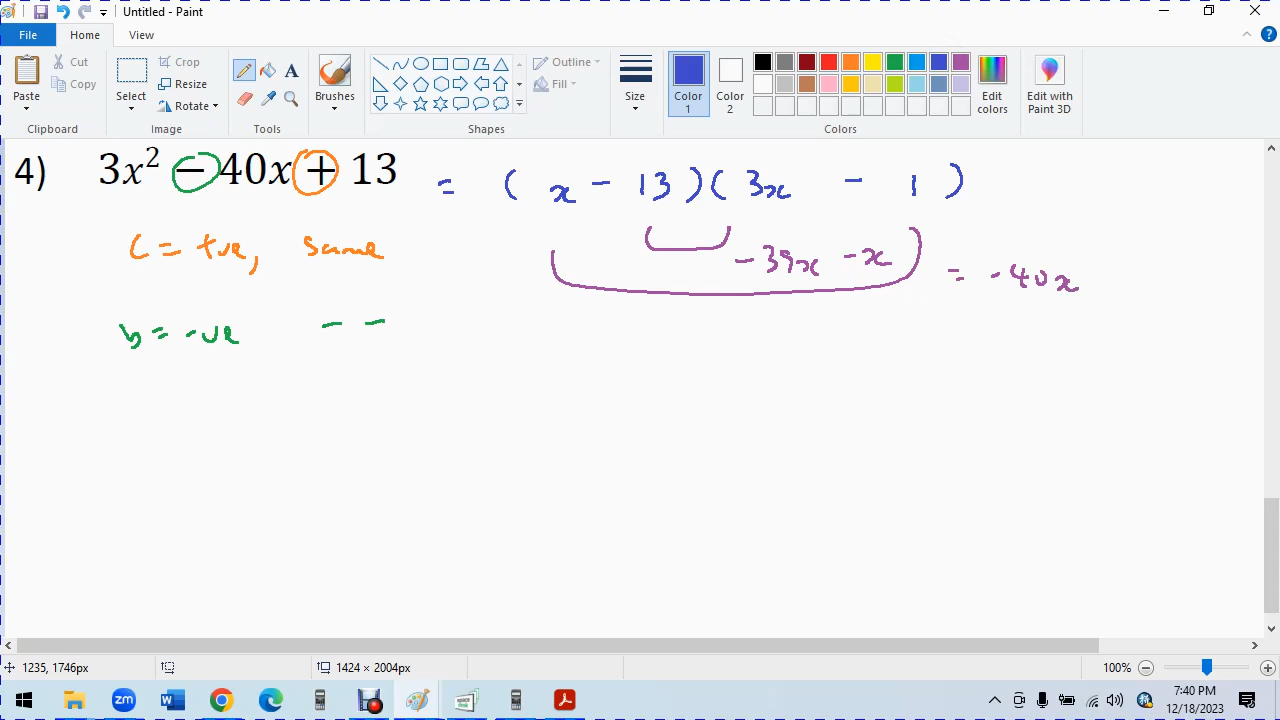 Untitled - Paint
File Home View
Paste Cut Copy Clipboard
Select Crop Resize Rotate Image
Tools
Brushes
Shapes
Outline Fill
Size
Color 1 Color 2 Edit colors Colors
Edit with Paint 3D
4) 3x² − 40x + 13 = ( x − 13 ) ( 3x − 1 )
C = +ve, same
- 39x - x = - 40x
b = -ve - -
1235, 1746px 1424 × 2004px 100%
7:40 PM
12/18/2023